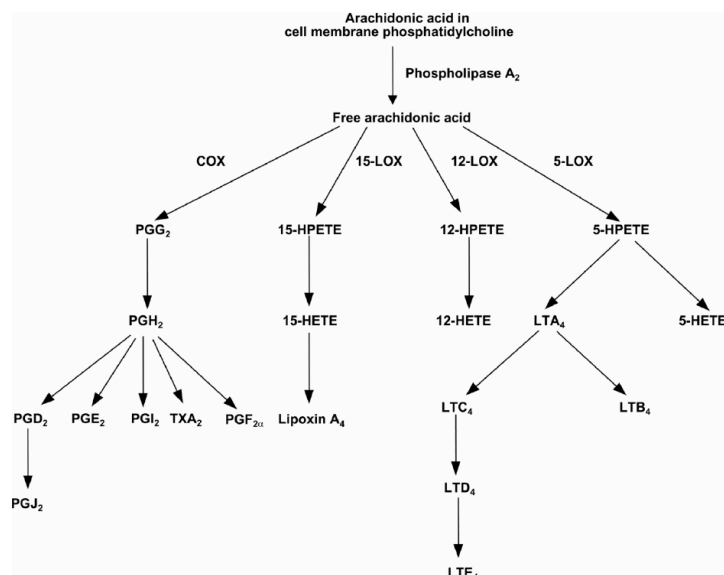 Arachidonic acid in
cell membrane phosphatidylcholine
Phospholipase A₂
Free arachidonic acid
COX 15-LOX 12-LOX 5-LOX
PGG₂ 15-HPETE 12-HPETE 5-HPETE
PGH₂ 15-HETE 12-HETE LTA₄ 5-HETE
PGD₂ PGE₂ PGI₂ TXA₂ PGF₂α Lipoxin A₄ LTC₄ LTB₄
PGJ₂
LTD₄